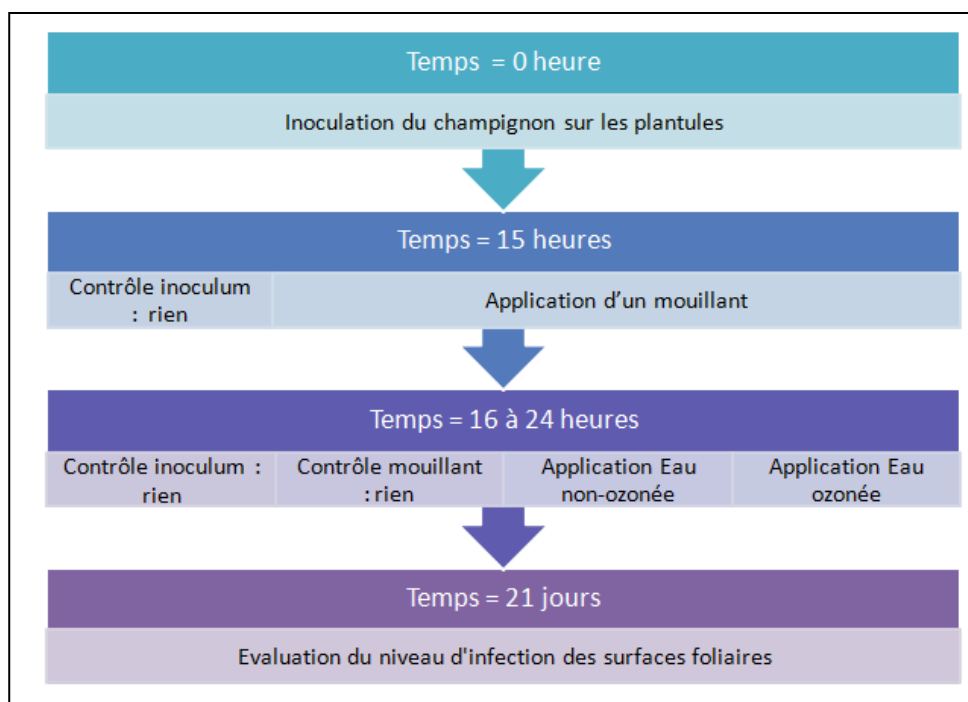 Temps = 0 heure
Inoculation du champignon sur les plantules
Temps = 15 heures
Contrôle inoculum
: rien
Application d'un mouillant
Temps = 16 à 24 heures
Contrôle inoculum :
rien
Contrôle mouillant
: rien
Application Eau
non-ozonée
Application Eau
ozonée
Temps = 21 jours
Evaluation du niveau d'infection des surfaces foliaires